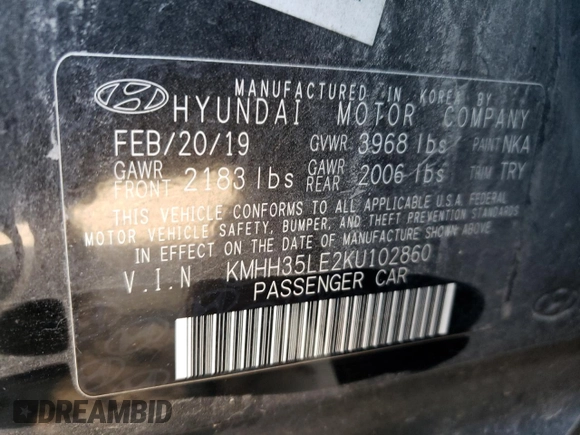 MANUFACTURED IN KOREA BY
HYUNDAI MOTOR COMPANY
FEB/20/19 GVWR 3968 lbs PAINT NKA
GAWR FRONT 2183 lbs GAWR REAR 2006 lbs TRIM TRY
THIS VEHICLE CONFORMS TO ALL APPLICABLE U.S.A. FEDERAL
MOTOR VEHICLE SAFETY, BUMPER, AND THEFT PREVENTION STANDARDS
IN EFFECT ON THE DATE OF MANUFACTURE SHOWN ABOVE.
V.I.N KMHH35LE2KU102860
PASSENGER CAR
DREAMBID